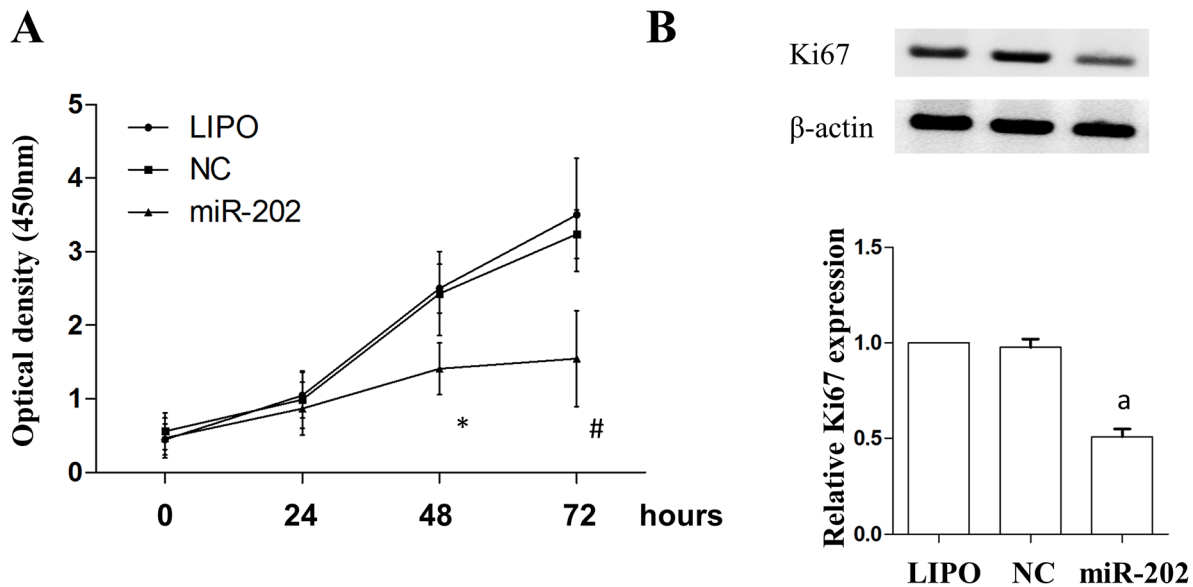 A
Optical density (450nm)
5
4
3
2
1
0
LIPO
NC
miR-202
*
#
0 24 48 72 hours
B
Ki67
β-actin
Relative Ki67 expression
1.5
1.0
0.5
0.0
a
LIPO NC miR-202